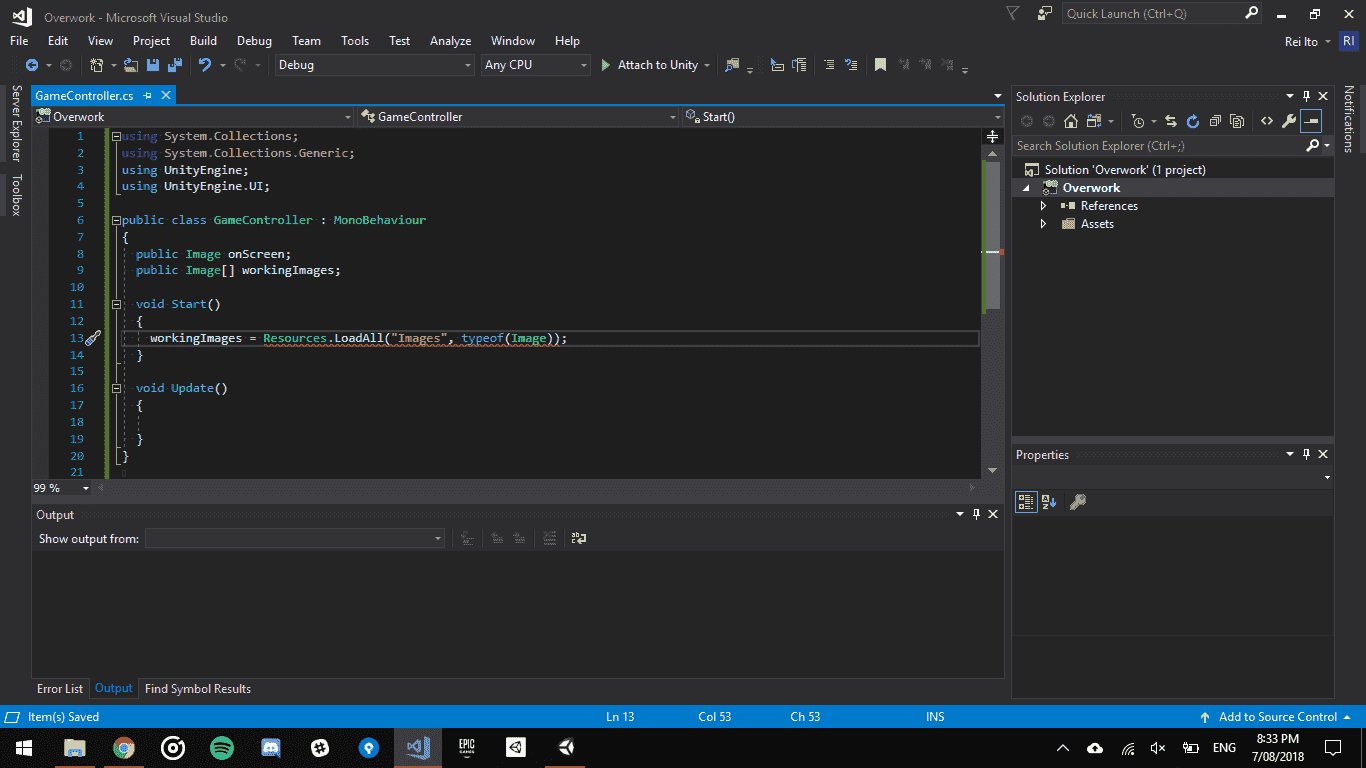 Overwork - Microsoft Visual Studio
Quick Launch (Ctrl+Q)
File Edit View Project Build Debug Team Tools Test Analyze Window Help
Rei Ito RI
Debug Any CPU Attach to Unity
Server Explorer
Toolbox
GameController.cs
Overwork GameController Start()
1 using System.Collections;
2 using System.Collections.Generic;
3 using UnityEngine;
4 using UnityEngine.UI;
5
6 public class GameController : MonoBehaviour
7 {
8 public Image onScreen;
9 public Image[] workingImages;
10
11 void Start()
12 {
13 workingImages = Resources.LoadAll("Images", typeof(Image));
14 }
15
16 void Update()
17 {
18
19 }
20 }
21
99 %
Output
Show output from:
Error List Output Find Symbol Results
Solution Explorer
Search Solution Explorer (Ctrl+;)
Solution 'Overwork' (1 project)
Overwork
References
Assets
Properties
Notifications
Item(s) Saved Ln 13 Col 53 Ch 53 INS Add to Source Control
EPIC GAMES
ENG
8:33 PM
7/08/2018